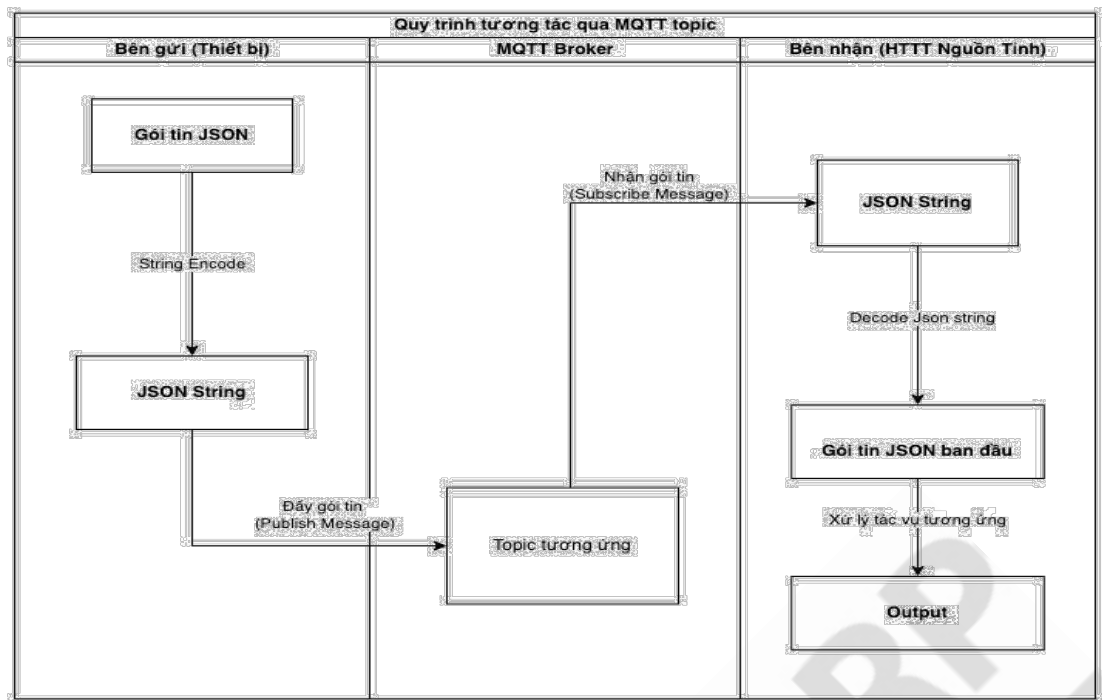 Quy trình tương tác qua MQTT topic
Bên gửi (Thiết bị)
MQTT Broker
Bên nhận (HTTT Nguồn Tinh)
Gói tin JSON
String Encode
JSON String
Đẩy gói tin
(Publish Message)
Topic tương ứng
Nhận gói tin
(Subscribe Message)
JSON String
Decode Json string
Gói tin JSON ban đầu
Xử lý tác vụ tương ứng
Output